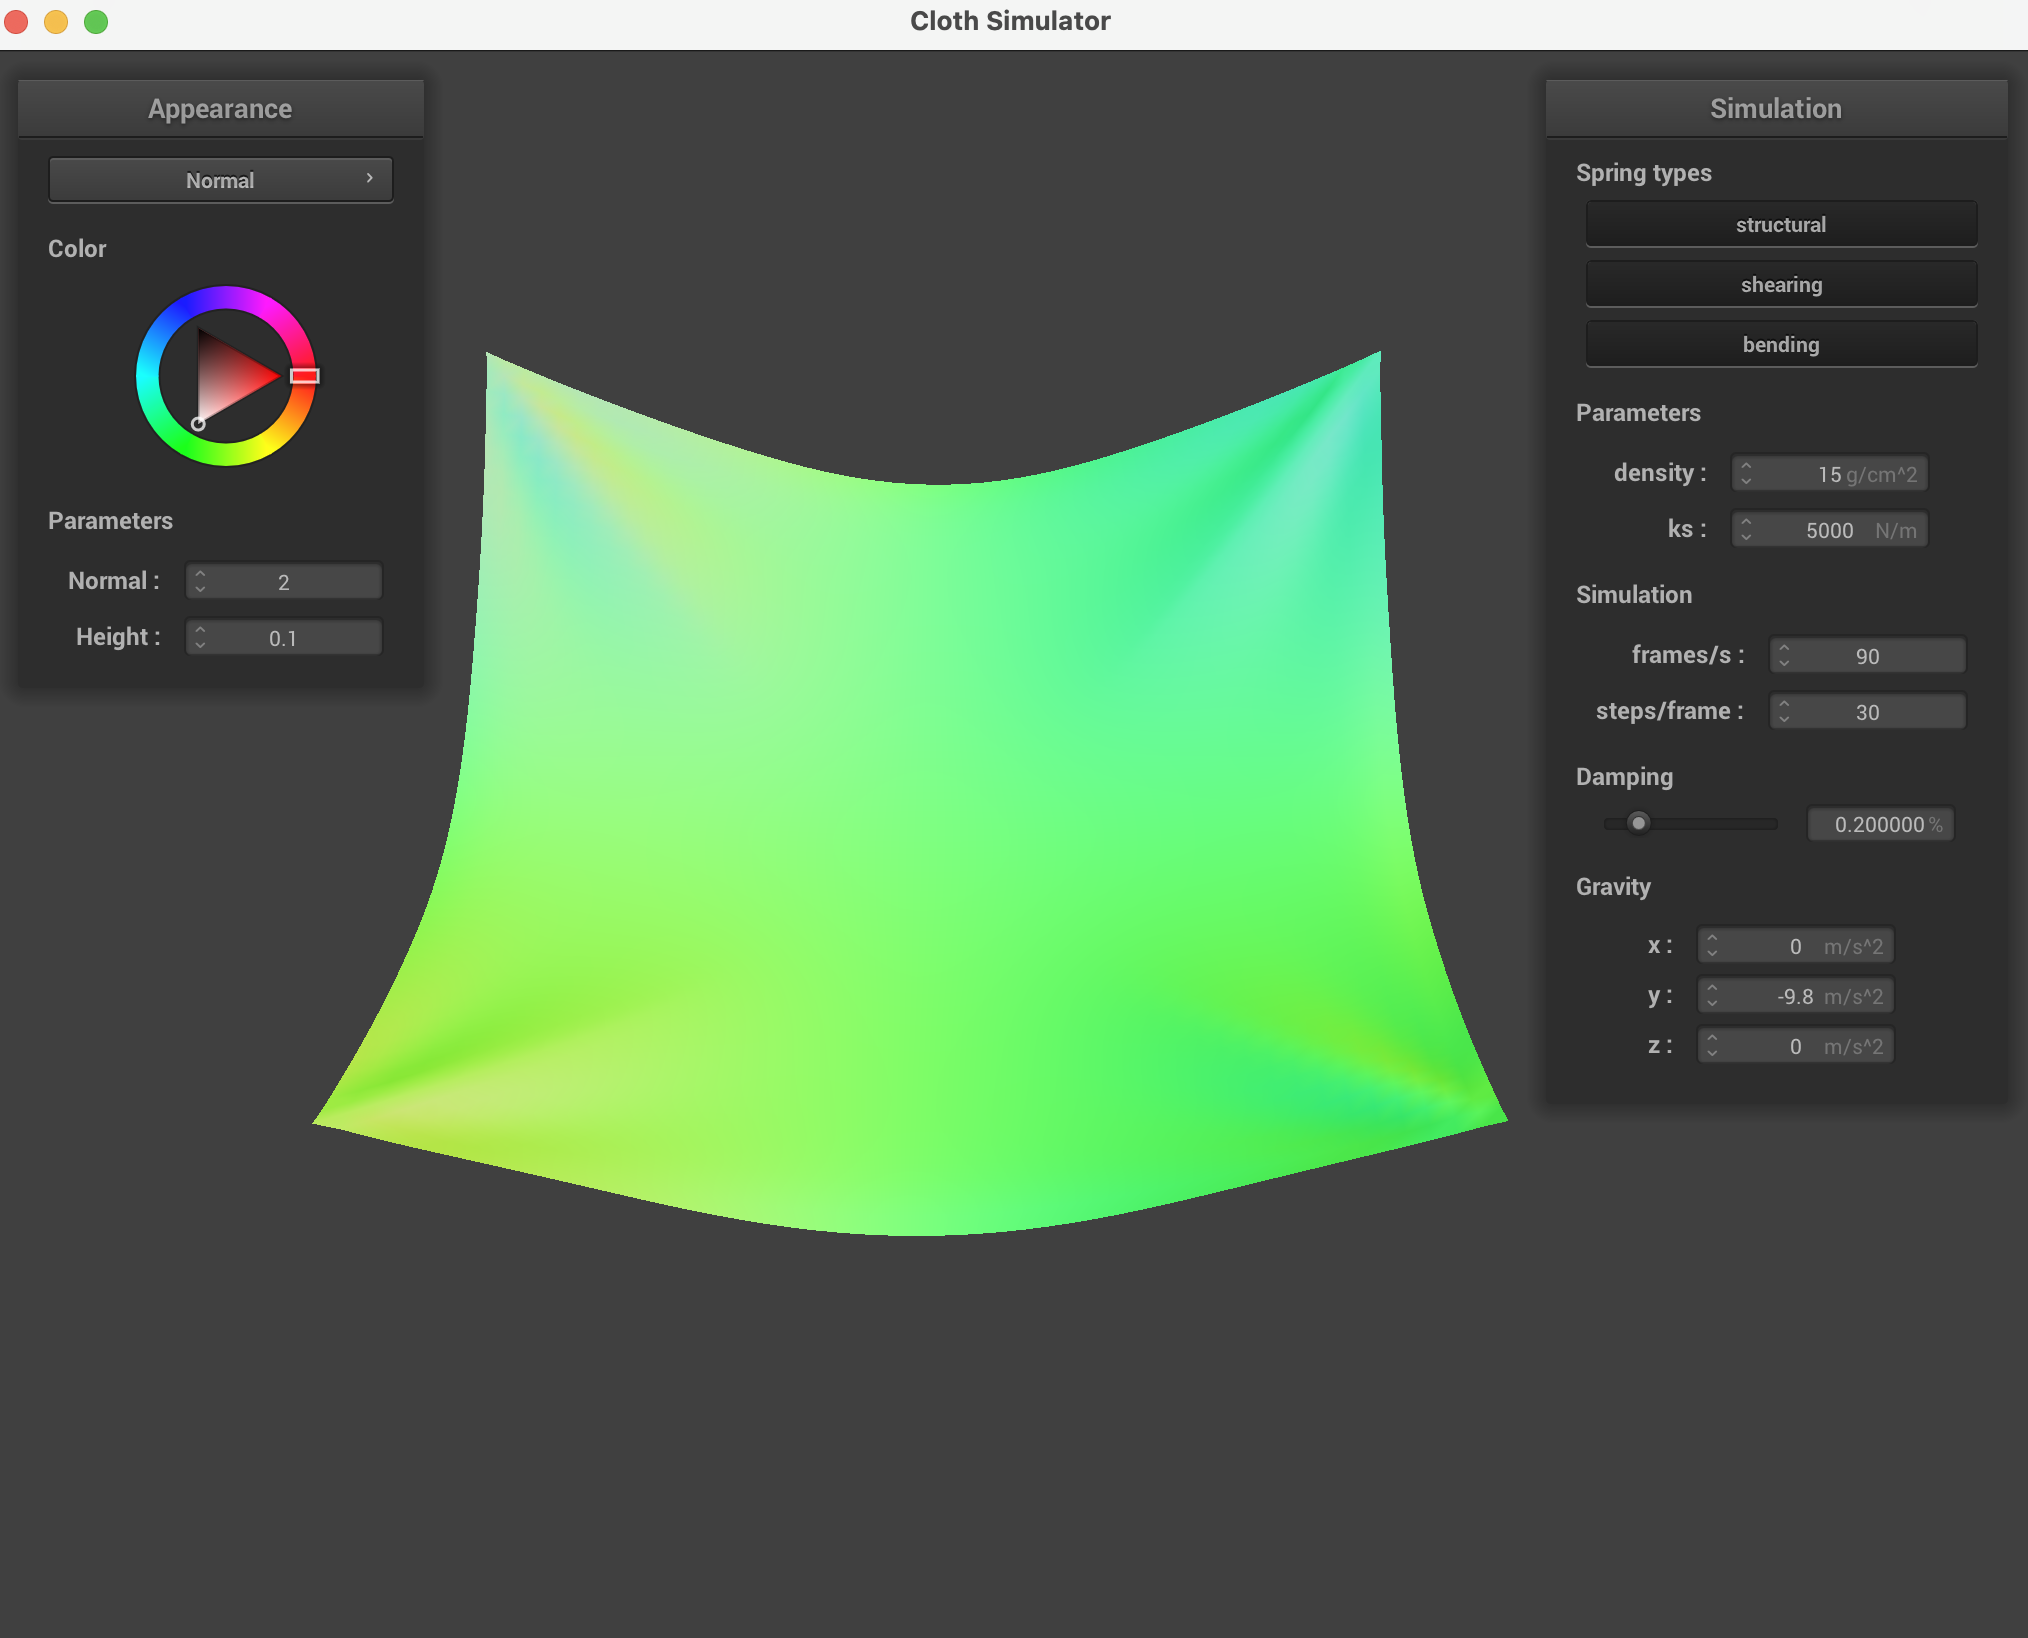 Cloth Simulator
Appearance
Normal
Color
Parameters
Normal : 2
Height : 0.1
Simulation
Spring types
structural
shearing
bending
Parameters
density : 15 g/cm^2
ks : 5000 N/m
Simulation
frames/s : 90
steps/frame : 30
Damping
0.200000 %
Gravity
x : 0 m/s^2
y : -9.8 m/s^2
z : 0 m/s^2